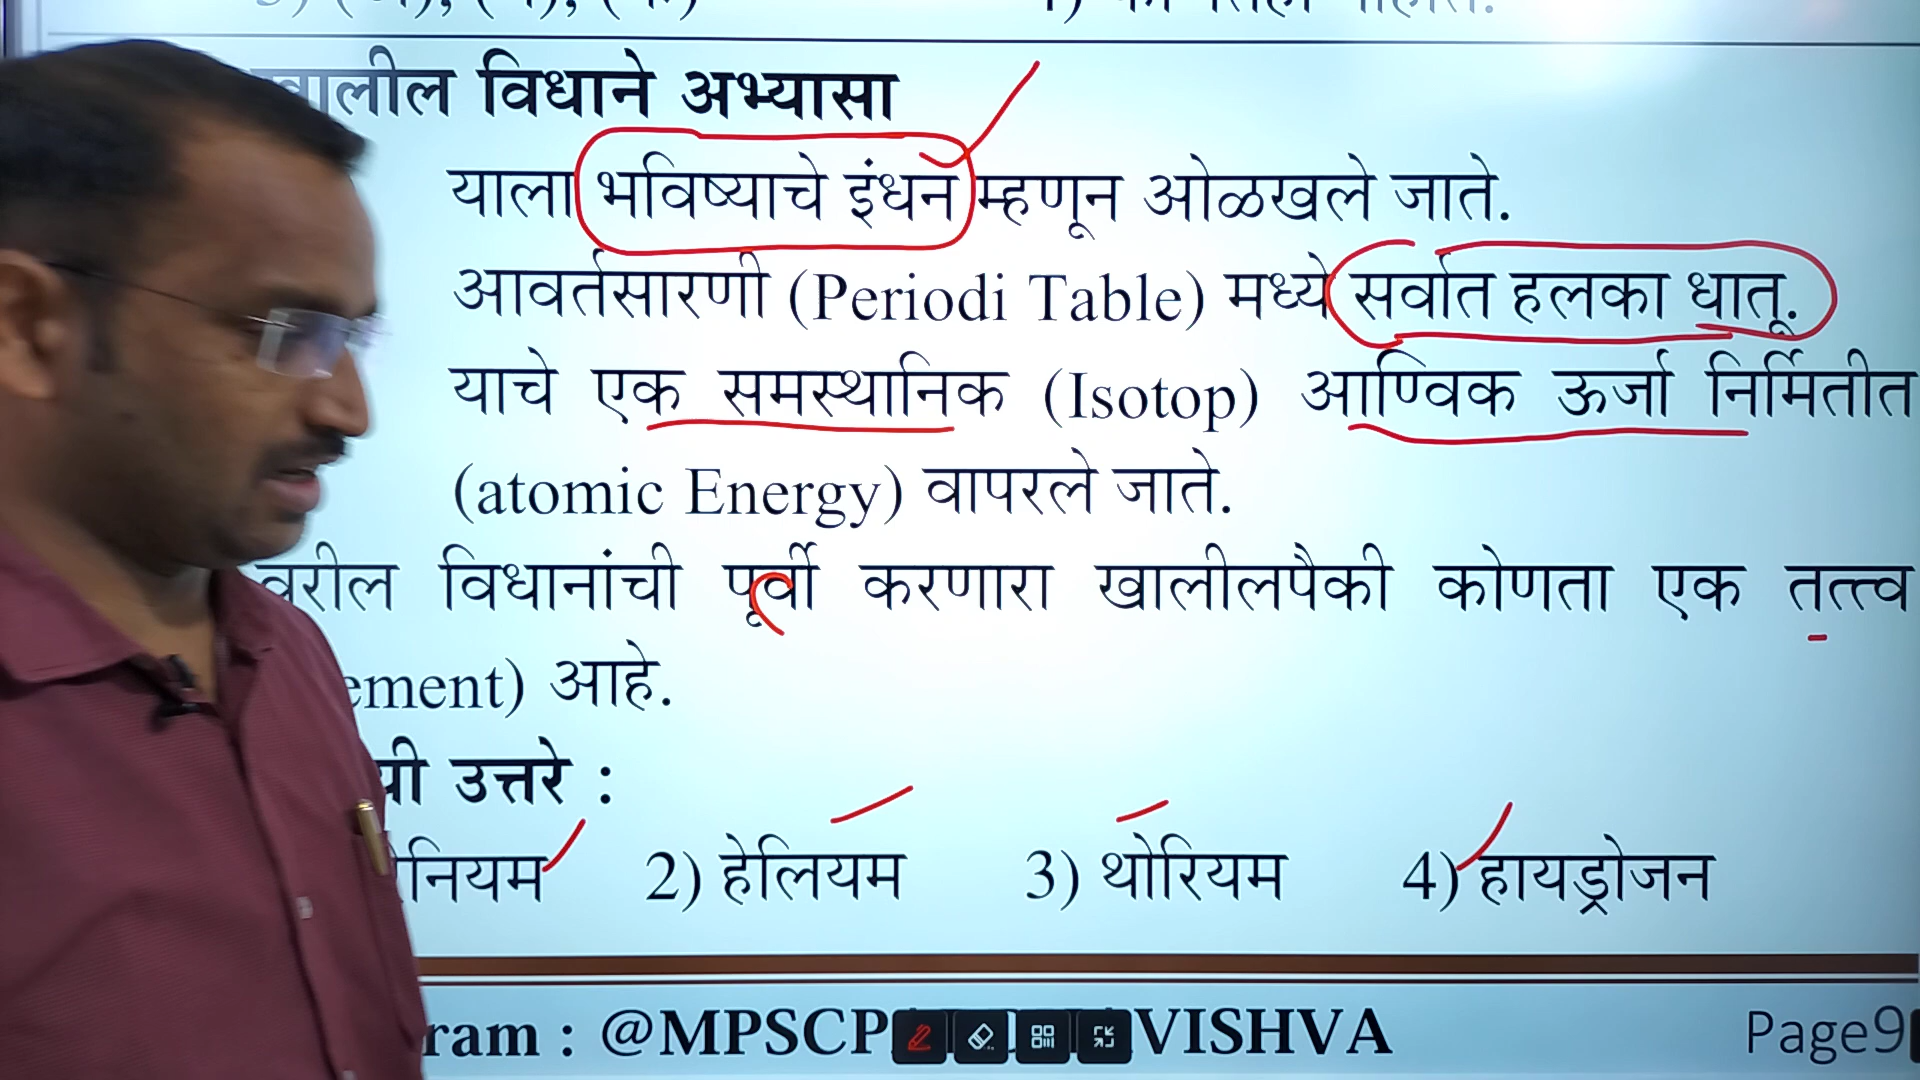 खालील विधाने अभ्यासा
याला भविष्याचे इंधन म्हणून ओळखले जाते.
आवर्तसारणी (Periodi Table) मध्ये सर्वात हलका धातू.
याचे एक समस्थानिक (Isotop) आण्विक ऊर्जा निर्मितीत
(atomic Energy) वापरले जाते.
वरील विधानांची पूर्वी करणारा खालीलपैकी कोणता एक तत्त्व
ement) आहे.
यी उत्तरे :
नियम 2) हेलियम 3) थोरियम 4) हायड्रोजन
ram : @MPSCP VISHVA Page9